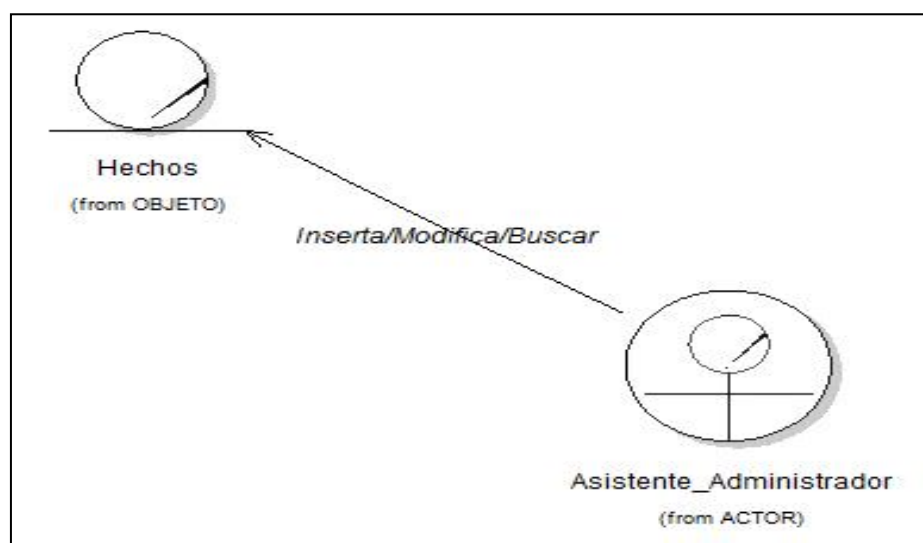 Hechos
(from OBJETO)
Inserta/Modifica/Buscar
Asistente_Administrador
(from ACTOR)